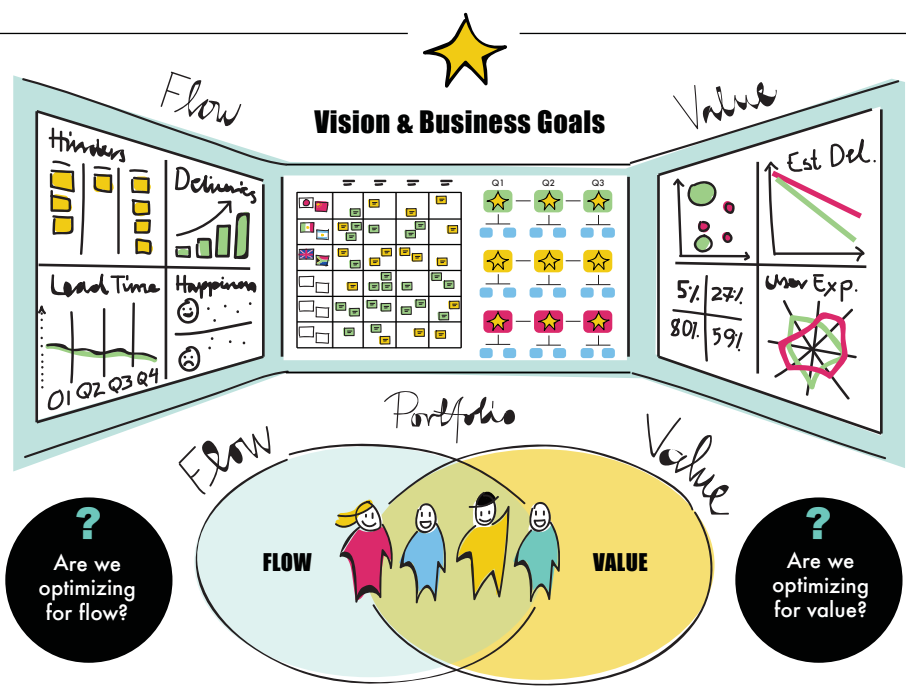 Flow
Value
Vision & Business Goals
Hinders
Deliveries
Lead Time
Happiness
Q1 Q2 Q3 Q4
Q1 Q2 Q3
Est Del.
5% 27%
80% 59%
User Exp.
Portfolio
Flow
Value
FLOW
VALUE
?
Are we
optimizing
for flow?
?
Are we
optimizing
for value?